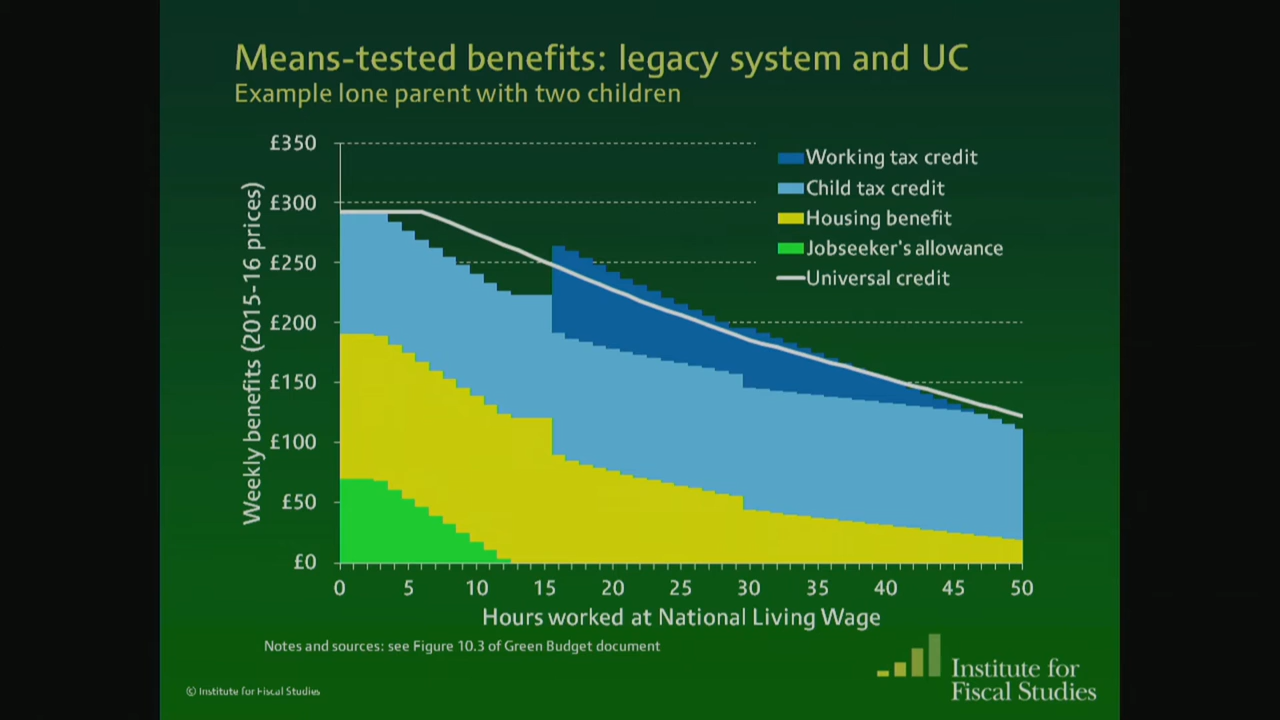 Means-tested benefits: legacy system and UC
Example lone parent with two children
Weekly benefits (2015-16 prices)
£350
£300
£250
£200
£150
£100
£50
£0
Working tax credit
Child tax credit
Housing benefit
Jobseeker's allowance
Universal credit
0 5 10 15 20 25 30 35 40 45 50
Hours worked at National Living Wage
Notes and sources: see Figure 10.3 of Green Budget document
© Institute for Fiscal Studies
Institute for
Fiscal Studies